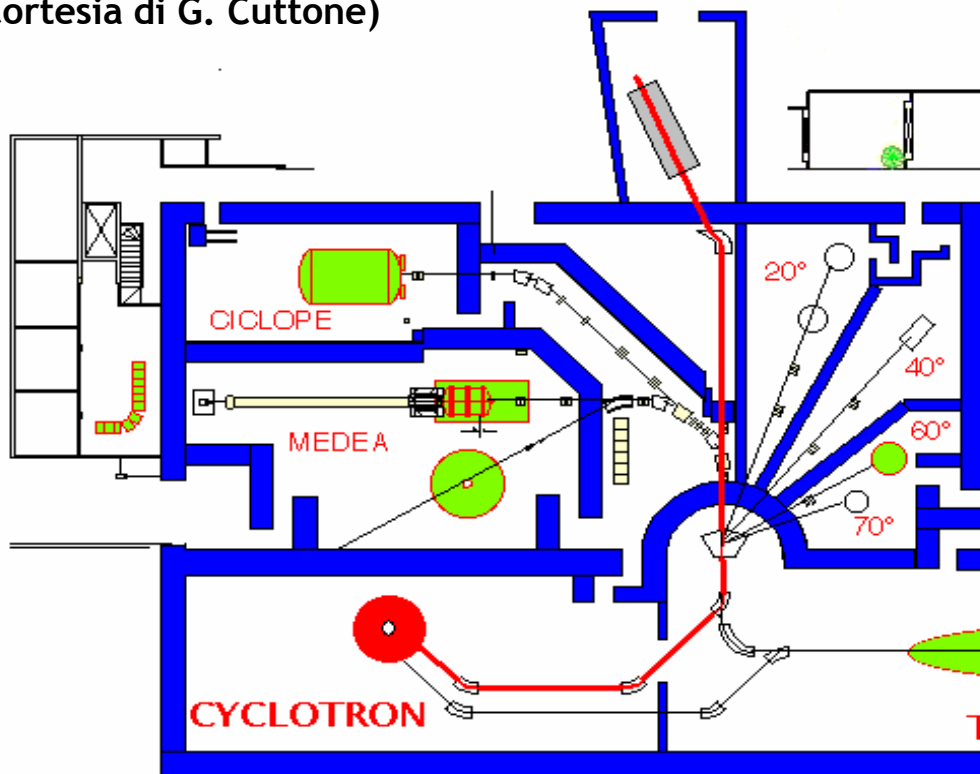 ortesia di G. Cuttone)
20°
CICLOPE
40°
MEDEA
60°
70°
CYCLOTRON
T